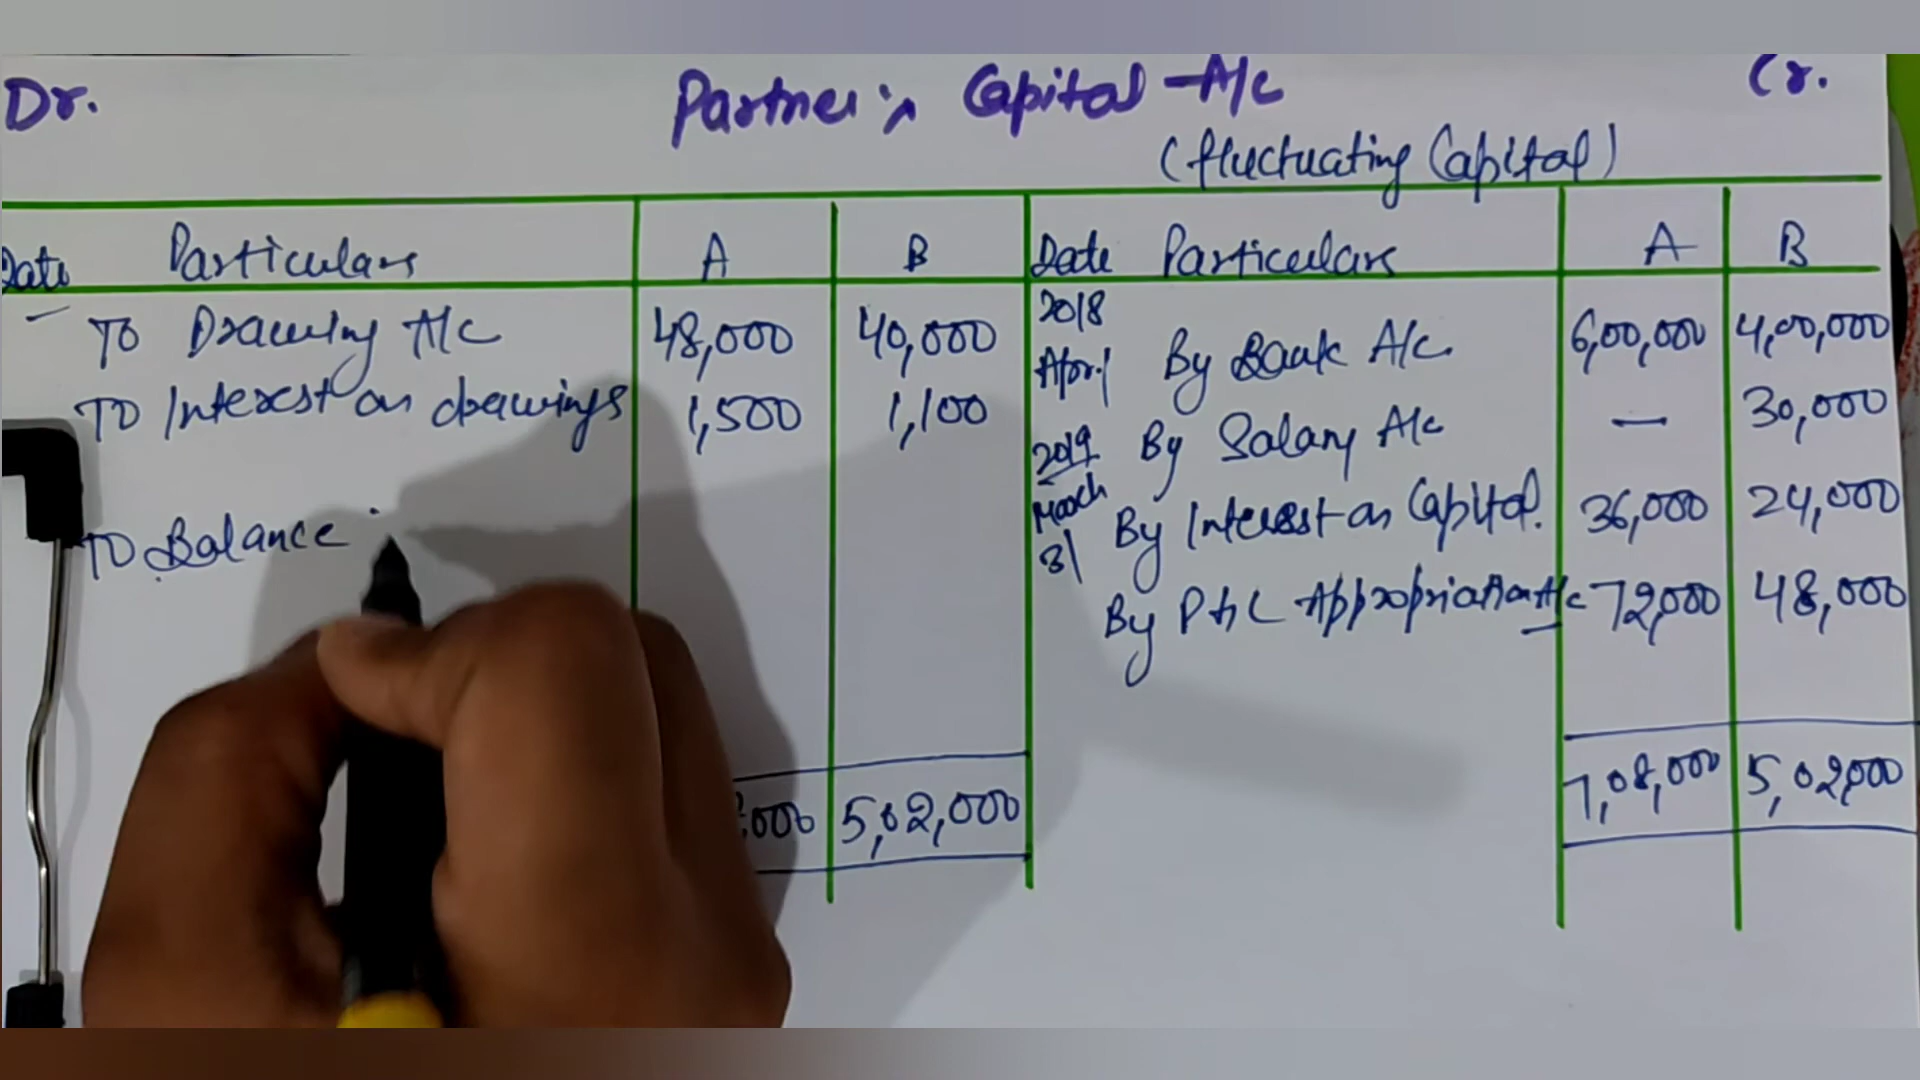 Dr. Partner's Capital A/c Cr.
(fluctuating Capital)
Date Particulars A B Date Particulars A B
To Drawing A/c 48,000 40,000 2018 April 1 By Bank A/c 6,00,000 4,00,000
To Interest on drawings 1,500 1,100 2019 By Salary A/c — 30,000
To Balance March 31 By Interest on Capital. 36,000 24,000
By P & L Appropriation A/c 72,000 48,000
000 5,02,000 7,08,000 5,02,000